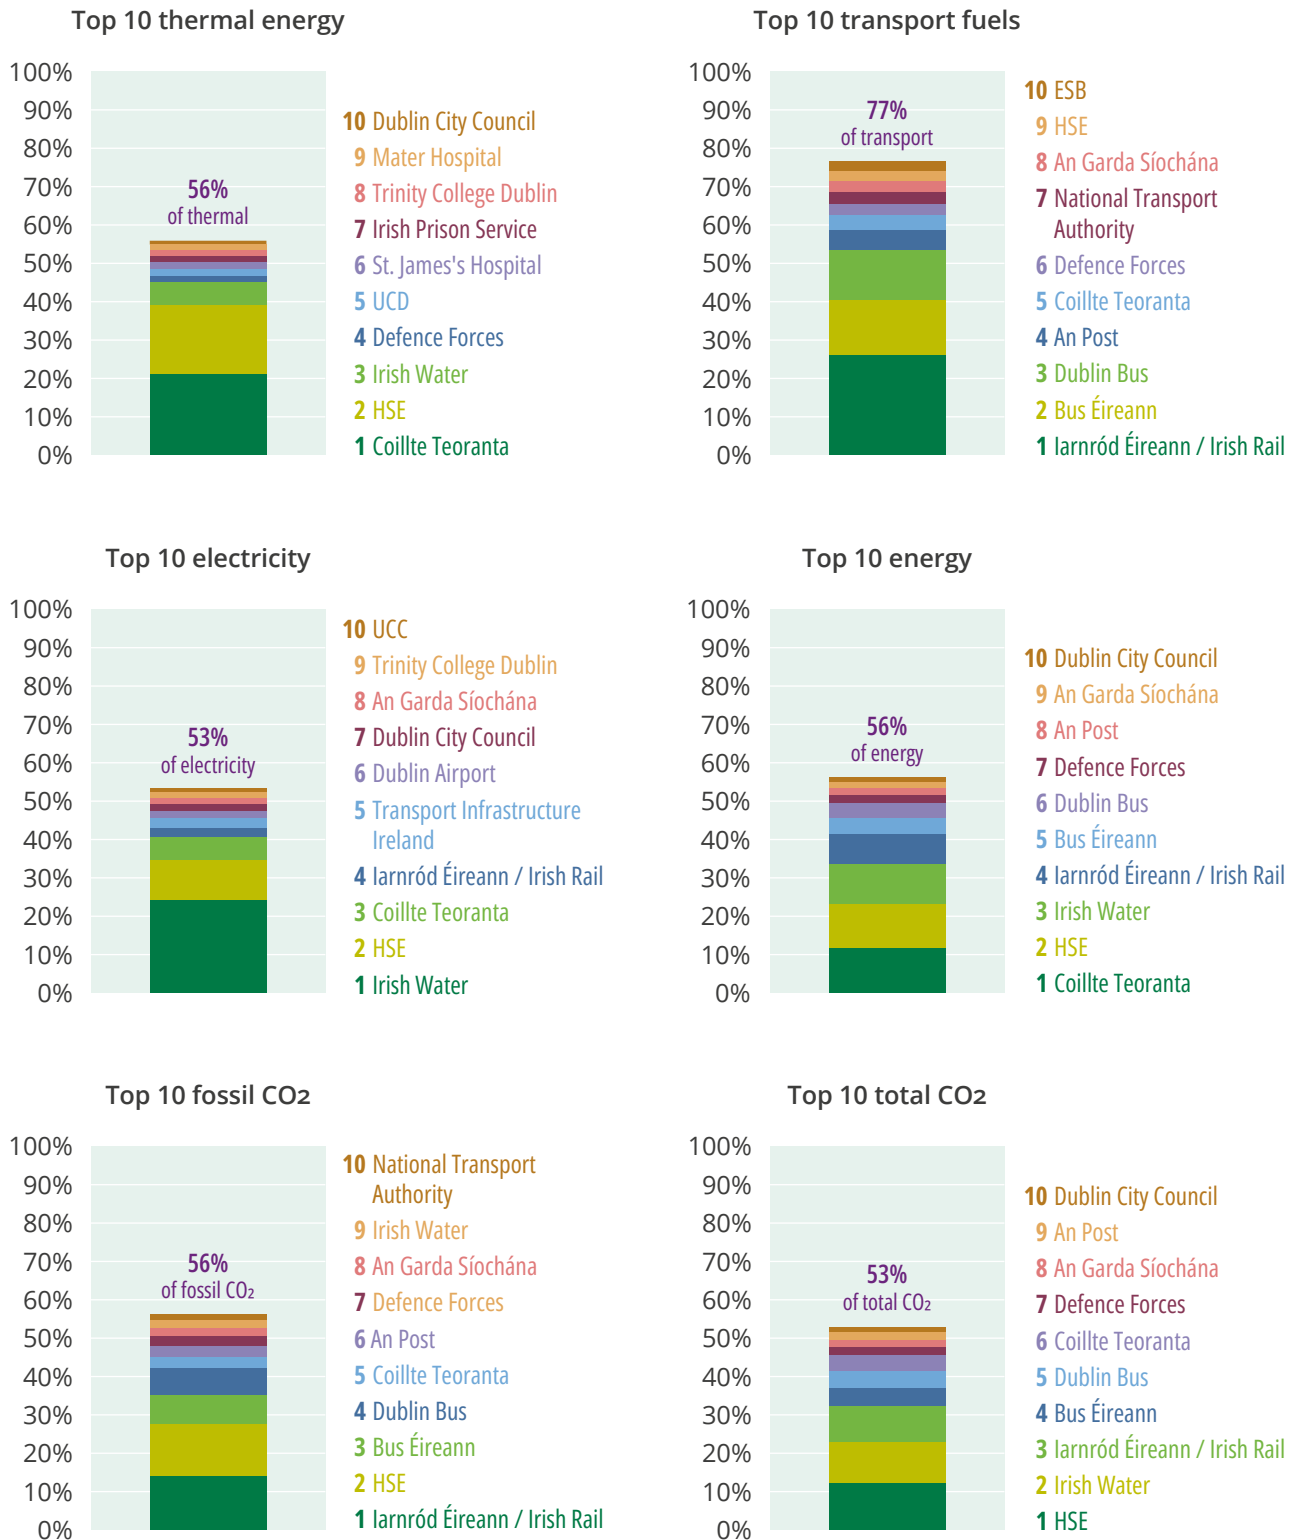 Top 10 thermal energy
100%
90%
80%
70%
60%
50%
40%
30%
20%
10%
0%
56%
of thermal
10 Dublin City Council
9 Mater Hospital
8 Trinity College Dublin
7 Irish Prison Service
6 St. James's Hospital
5 UCD
4 Defence Forces
3 Irish Water
2 HSE
1 Coillte Teoranta
Top 10 transport fuels
100%
90%
80%
70%
60%
50%
40%
30%
20%
10%
0%
77%
of transport
10 ESB
9 HSE
8 An Garda Síochána
7 National Transport
Authority
6 Defence Forces
5 Coillte Teoranta
4 An Post
3 Dublin Bus
2 Bus Éireann
1 Iarnród Éireann / Irish Rail
Top 10 electricity
100%
90%
80%
70%
60%
50%
40%
30%
20%
10%
0%
53%
of electricity
10 UCC
9 Trinity College Dublin
8 An Garda Síochána
7 Dublin City Council
6 Dublin Airport
5 Transport Infrastructure
Ireland
4 Iarnród Éireann / Irish Rail
3 Coillte Teoranta
2 HSE
1 Irish Water
Top 10 energy
100%
90%
80%
70%
60%
50%
40%
30%
20%
10%
0%
56%
of energy
10 Dublin City Council
9 An Garda Síochána
8 An Post
7 Defence Forces
6 Dublin Bus
5 Bus Éireann
4 Iarnród Éireann / Irish Rail
3 Irish Water
2 HSE
1 Coillte Teoranta
Top 10 fossil CO2
100%
90%
80%
70%
60%
50%
40%
30%
20%
10%
0%
56%
of fossil CO₂
10 National Transport
Authority
9 Irish Water
8 An Garda Síochána
7 Defence Forces
6 An Post
5 Coillte Teoranta
4 Dublin Bus
3 Bus Éireann
2 HSE
1 Iarnród Éireann / Irish Rail
Top 10 total CO2
100%
90%
80%
70%
60%
50%
40%
30%
20%
10%
0%
53%
of total CO₂
10 Dublin City Council
9 An Post
8 An Garda Síochána
7 Defence Forces
6 Coillte Teoranta
5 Dublin Bus
4 Bus Éireann
3 Iarnród Éireann / Irish Rail
2 Irish Water
1 HSE